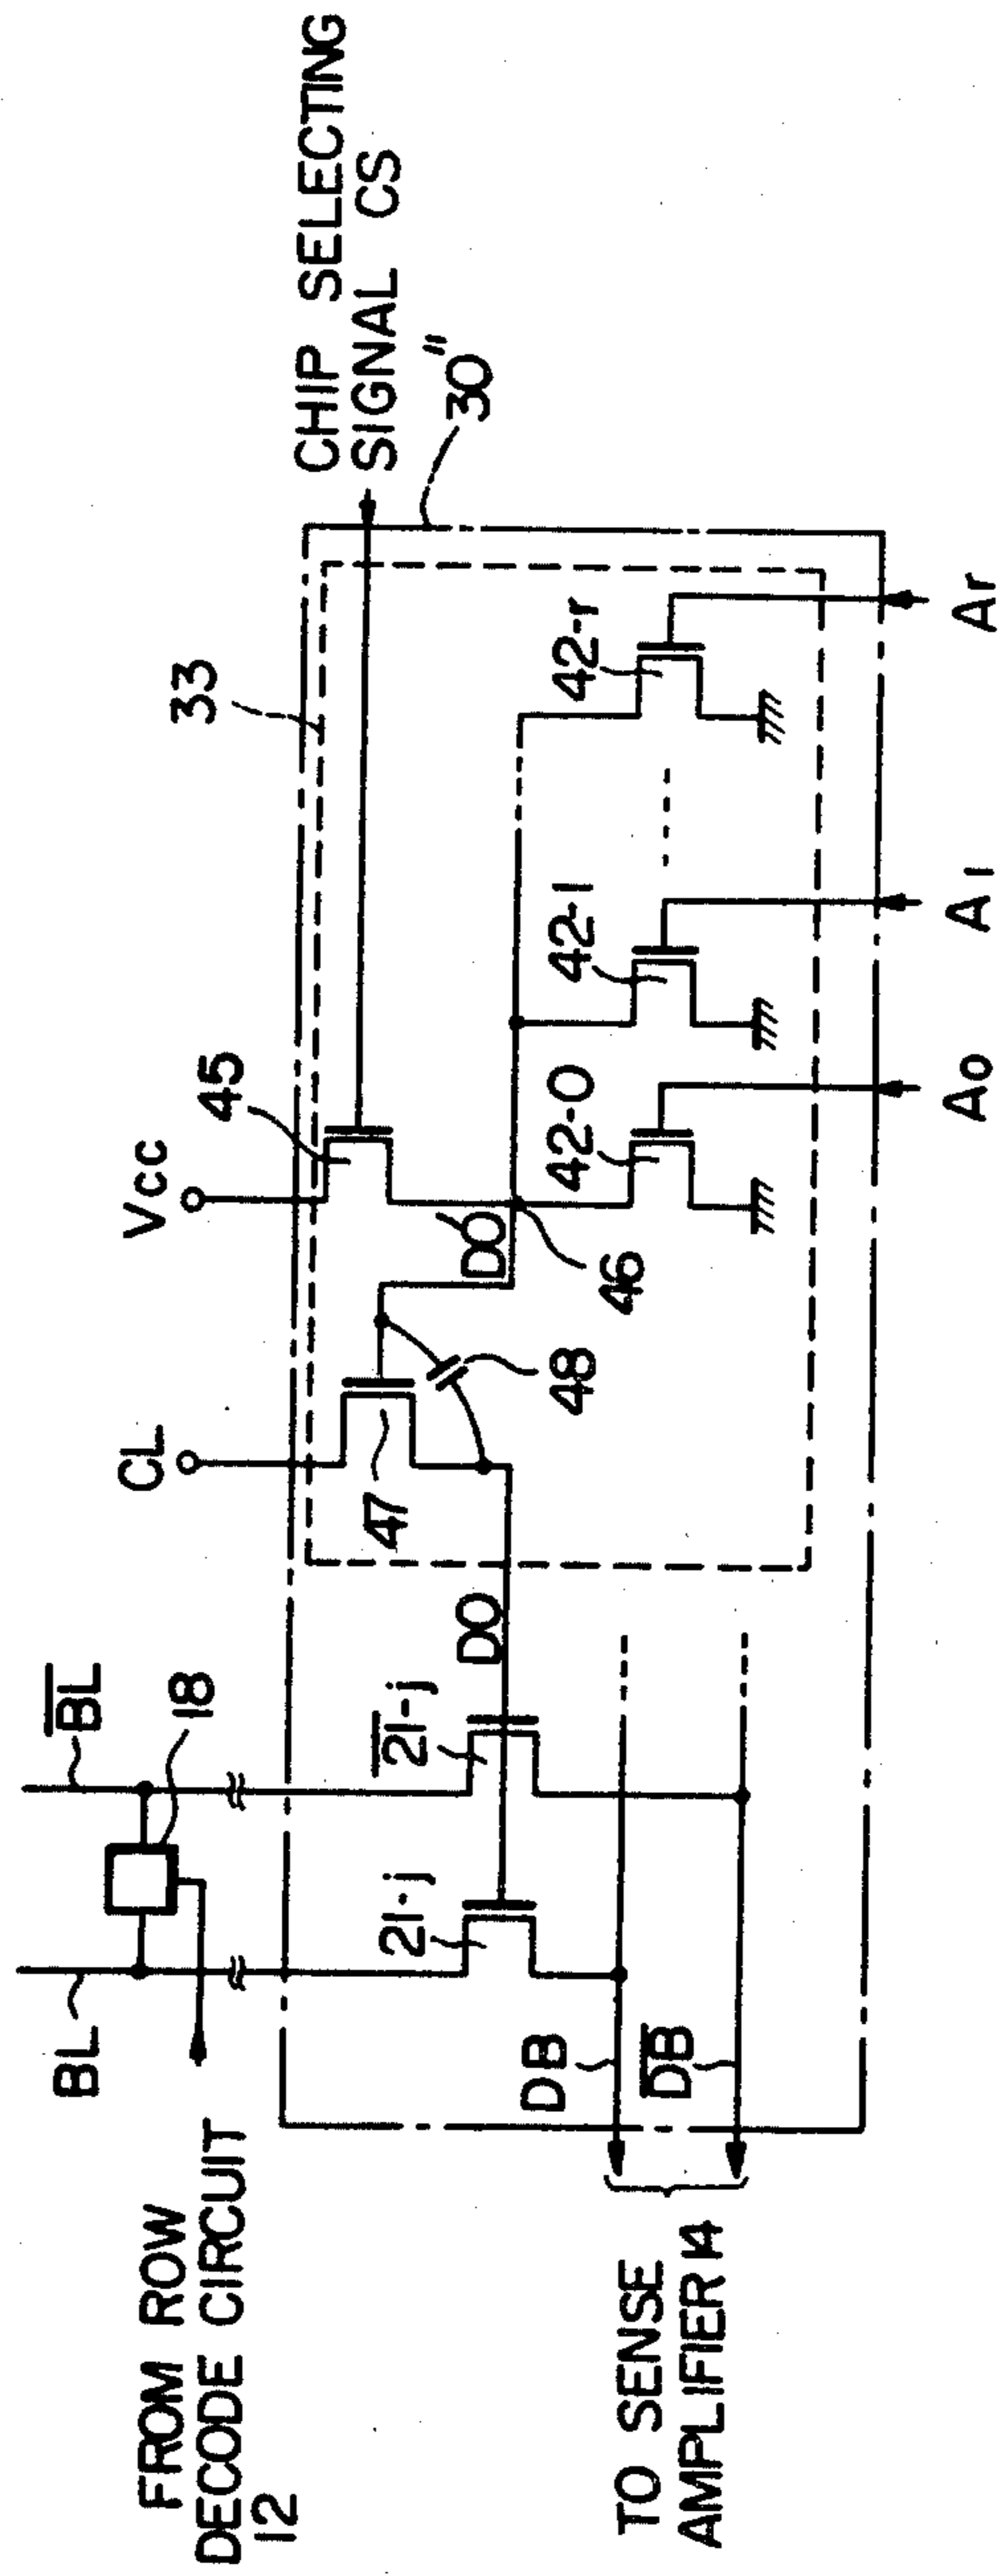 CHIP SELECTING
SIGNAL CS
30"
33
Vcc
45
CL
BL
BL
18
FROM ROW
DECODE CIRCUIT
12
21-j
21-j
DO
47
48
DO'
46
42-0
42-1
42-r
DB
DB
TO SENSE
AMPLIFIER 14
A0
A1
Ar